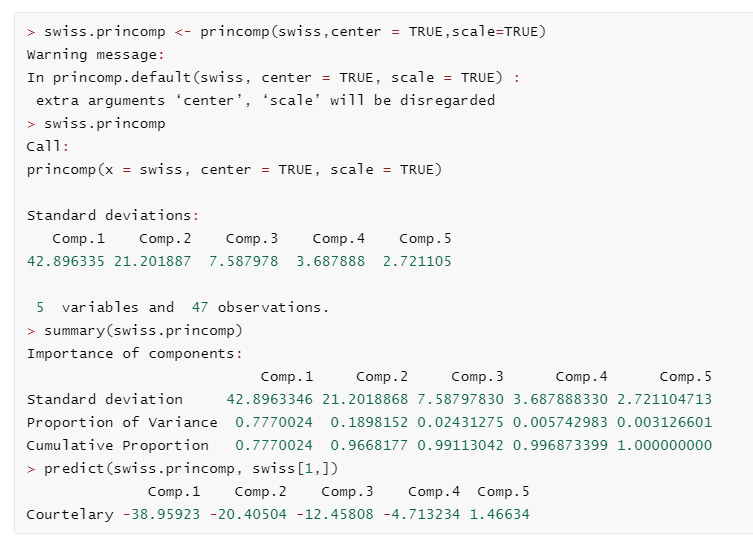 > swiss.princomp <- princomp(swiss,center = TRUE,scale=TRUE)
Warning message:
In princomp.default(swiss, center = TRUE, scale = TRUE) :
 extra arguments ‘center’, ‘scale’ will be disregarded
> swiss.princomp
Call:
princomp(x = swiss, center = TRUE, scale = TRUE)

Standard deviations:
   Comp.1    Comp.2    Comp.3    Comp.4    Comp.5
42.896335 21.201887  7.587978  3.687888  2.721105

 5  variables and  47 observations.
> summary(swiss.princomp)
Importance of components:
                           Comp.1     Comp.2     Comp.3      Comp.4      Comp.5
Standard deviation     42.8963346 21.2018868 7.58797830 3.687888330 2.721104713
Proportion of Variance  0.7770024  0.1898152 0.02431275 0.005742983 0.003126601
Cumulative Proportion   0.7770024  0.9668177 0.99113042 0.996873399 1.000000000
> predict(swiss.princomp, swiss[1,])
              Comp.1    Comp.2    Comp.3    Comp.4  Comp.5
Courtelary -38.95923 -20.40504 -12.45808 -4.713234 1.46634